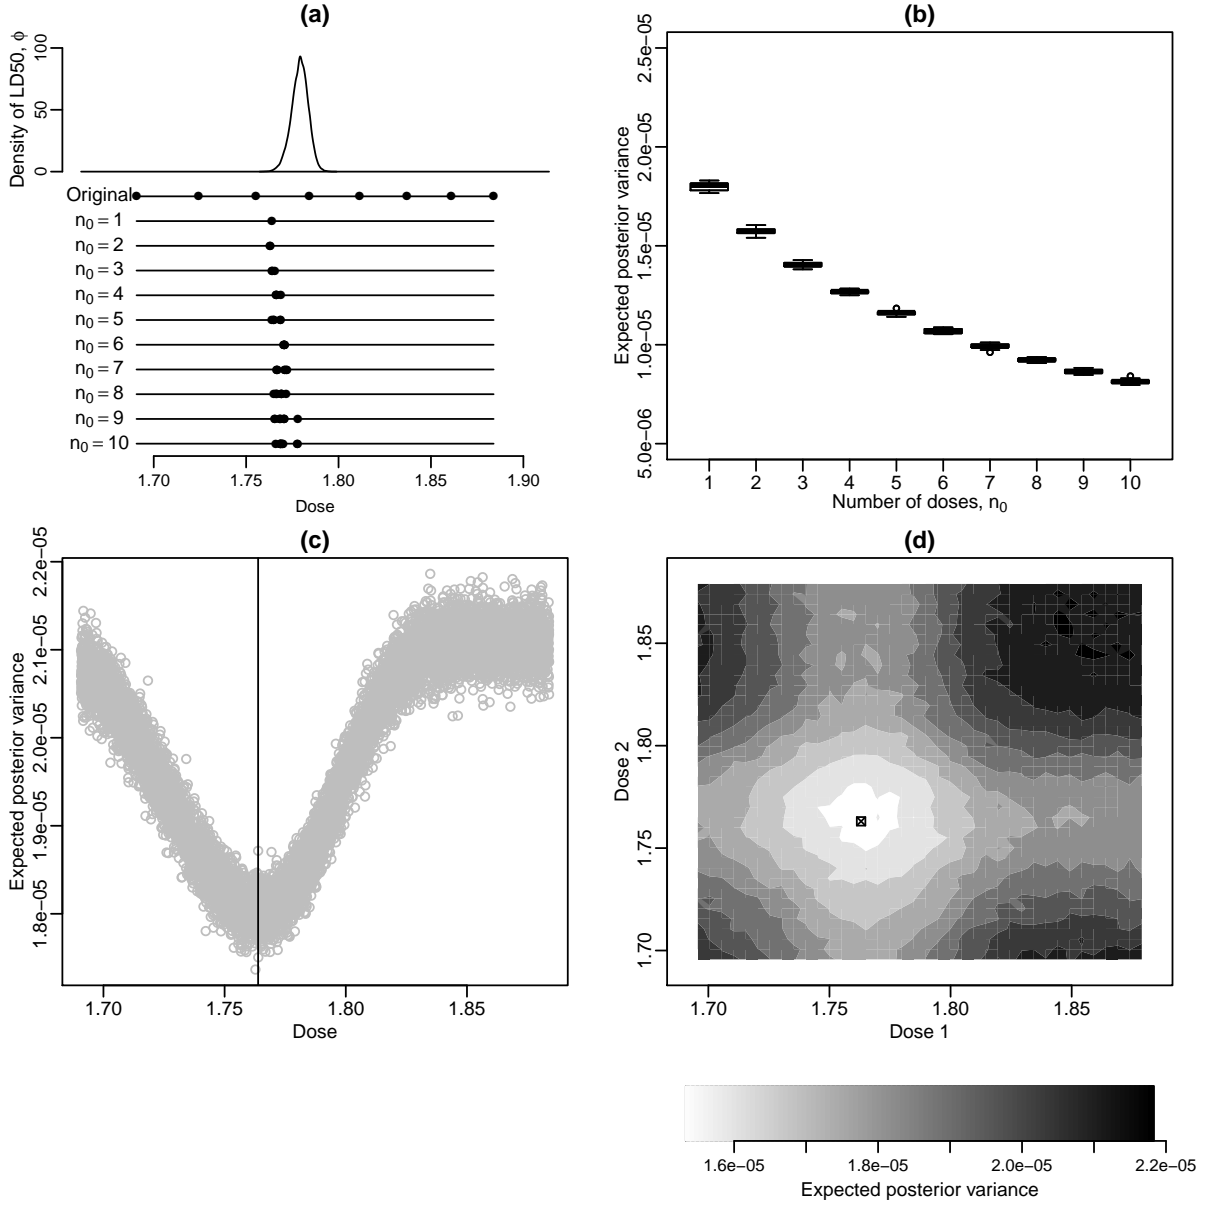 (a)
Density of LD50, ϕ
0
50
100
Original
n₀ = 1
n₀ = 2
n₀ = 3
n₀ = 4
n₀ = 5
n₀ = 6
n₀ = 7
n₀ = 8
n₀ = 9
n₀ = 10
1.70 1.75 1.80 1.85 1.90
Dose
(b)
Expected posterior variance
5.0e−06 1.0e−05 1.5e−05 2.0e−05 2.5e−05
1 2 3 4 5 6 7 8 9 10
Number of doses, n₀
(c)
Expected posterior variance
1.8e−05 1.9e−05 2.0e−05 2.1e−05 2.2e−05
1.70 1.75 1.80 1.85
Dose
(d)
Dose 2
1.70 1.75 1.80 1.85
1.70 1.75 1.80 1.85
Dose 1
1.6e−05 1.8e−05 2.0e−05 2.2e−05
Expected posterior variance